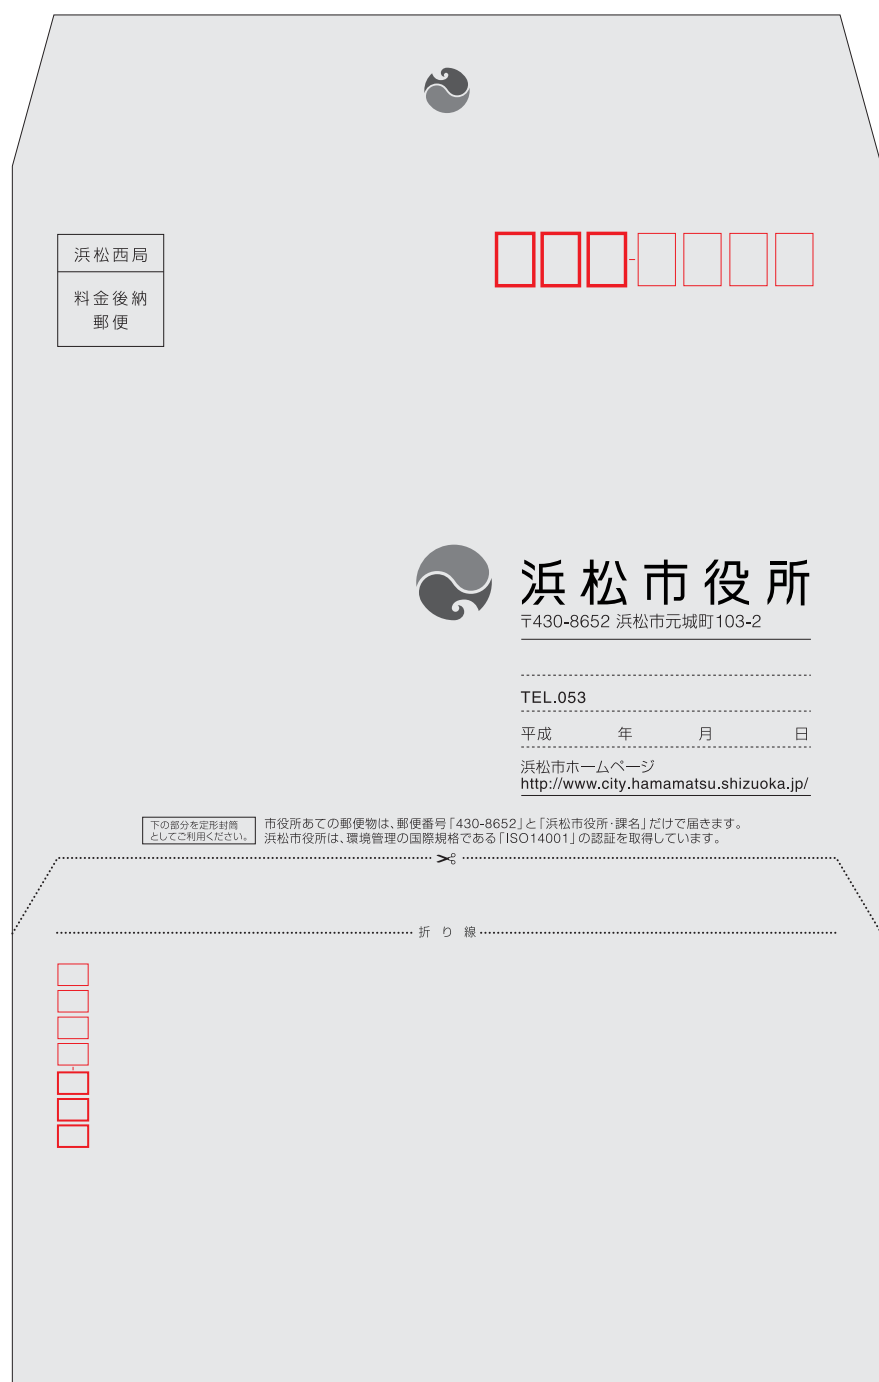 浜松西局
料金後納
郵便
浜松市役所
〒430-8652 浜松市元城町103-2
TEL.053
平成 年 月 日
浜松市ホームページ
http://www.city.hamamatsu.shizuoka.jp/
下の部分を定形封筒
としてご利用ください。
市役所あての郵便物は、郵便番号「430-8652」と「浜松市役所・課名」だけで届きます。
浜松市役所は、環境管理の国際規格である「ISO14001」の認証を取得しています。
折り線